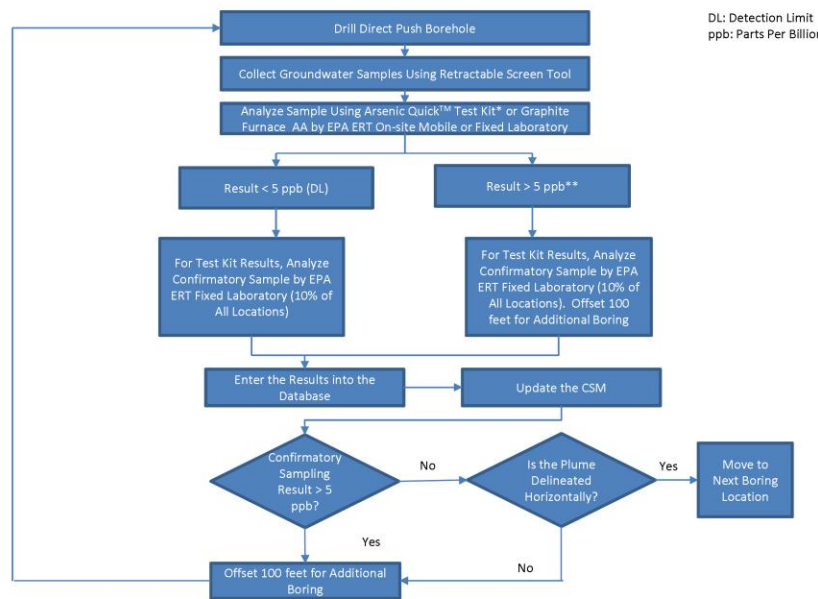 DL: Detection Limit
ppb: Parts Per Billion
Drill Direct Push Borehole
Collect Groundwater Samples Using Retractable Screen Tool
Analyze Sample Using Arsenic Quick™ Test Kit* or Graphite
Furnace AA by EPA ERT On-site Mobile or Fixed Laboratory
Result < 5 ppb (DL)
Result > 5 ppb**
For Test Kit Results, Analyze
Confirmatory Sample by EPA
ERT Fixed Laboratory (10% of
All Locations)
For Test Kit Results, Analyze
Confirmatory Sample by EPA
ERT Fixed Laboratory (10% of
All Locations). Offset 100
feet for Additional Boring
Enter the Results into the
Database
Update the CSM
Confirmatory
Sampling
Result > 5
ppb?
No
Is the Plume
Delineated
Horizontally?
Yes
Move to
Next Boring
Location
Yes
No
Offset 100 feet for Additional
Boring